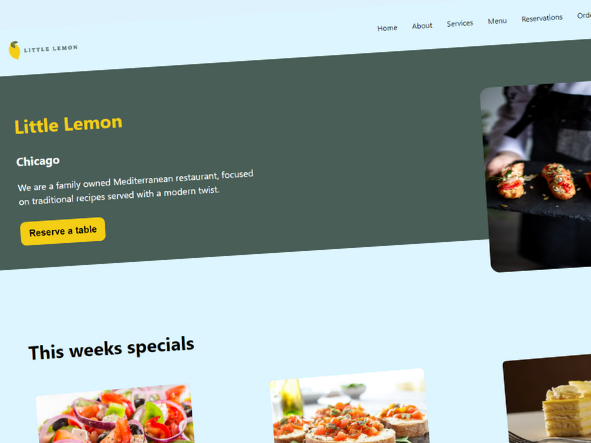 LITTLE LEMON
Home About Services Menu Reservations
Little Lemon
Chicago
We are a family owned Mediterranean restaurant, focused
on traditional recipes served with a modern twist.
Reserve a table
This weeks specials